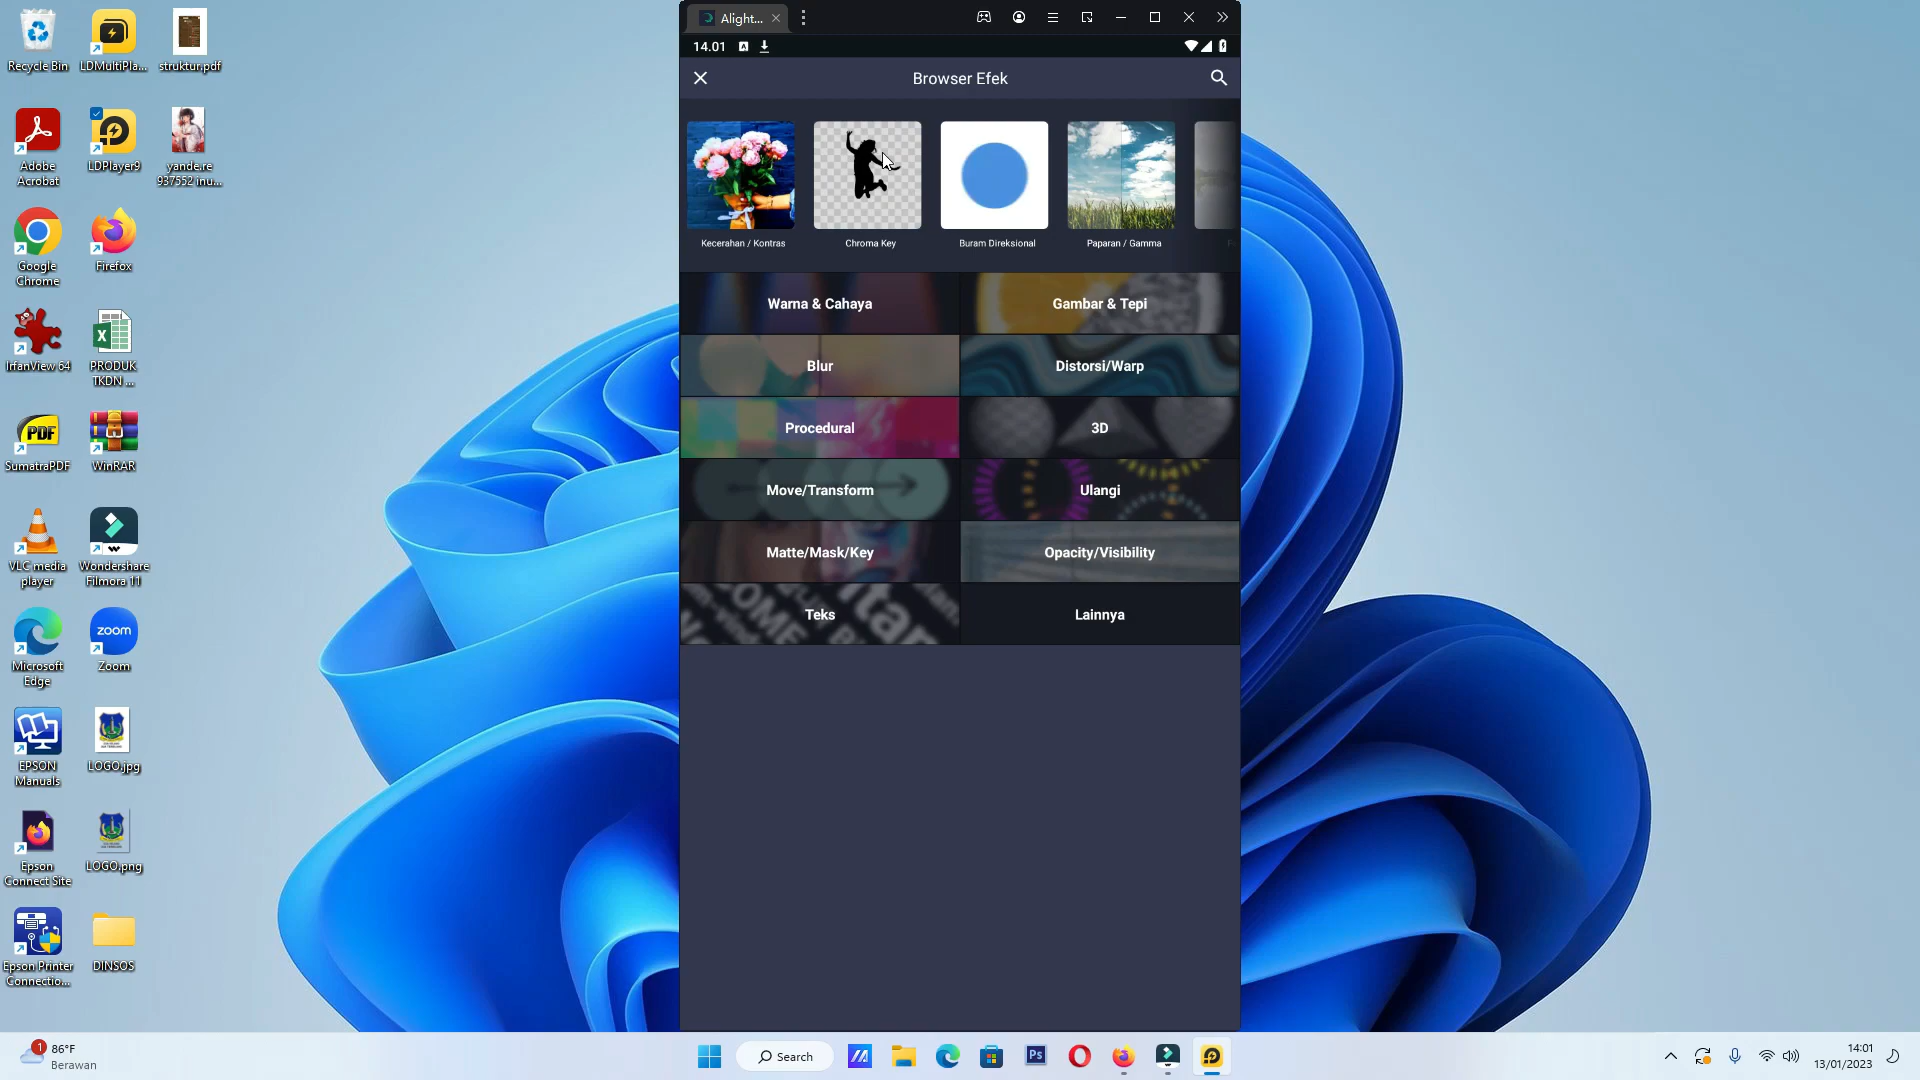 Recycle Bin
LDMultiPla...
struktur.pdf
Adobe
Acrobat
LDPlayer9
yande.re
937552 inu...
Google
Chrome
Firefox
IrfanView 64
PRODUK
TKDN ...
PDF
SumatraPDF
WinRAR
VLC media
player
Wondershare
Filmora 11
Microsoft
Edge
zoom
Zoom
EPSON
Manuals
LOGO.jpg
Epson
Connect Site
LOGO.png
Epson Printer
Connectio...
DINSOS
Alight...
14.01
Browser Efek
Kecerahan / Kontras
Chroma Key
Buram Direksional
Paparan / Gamma
Warna & Cahaya
Gambar & Tepi
Blur
Distorsi/Warp
Procedural
3D
Move/Transform
Ulangi
Matte/Mask/Key
Opacity/Visibility
Teks
Lainnya
1
86°F
Berawan
Search
Ps
14:01
13/01/2023